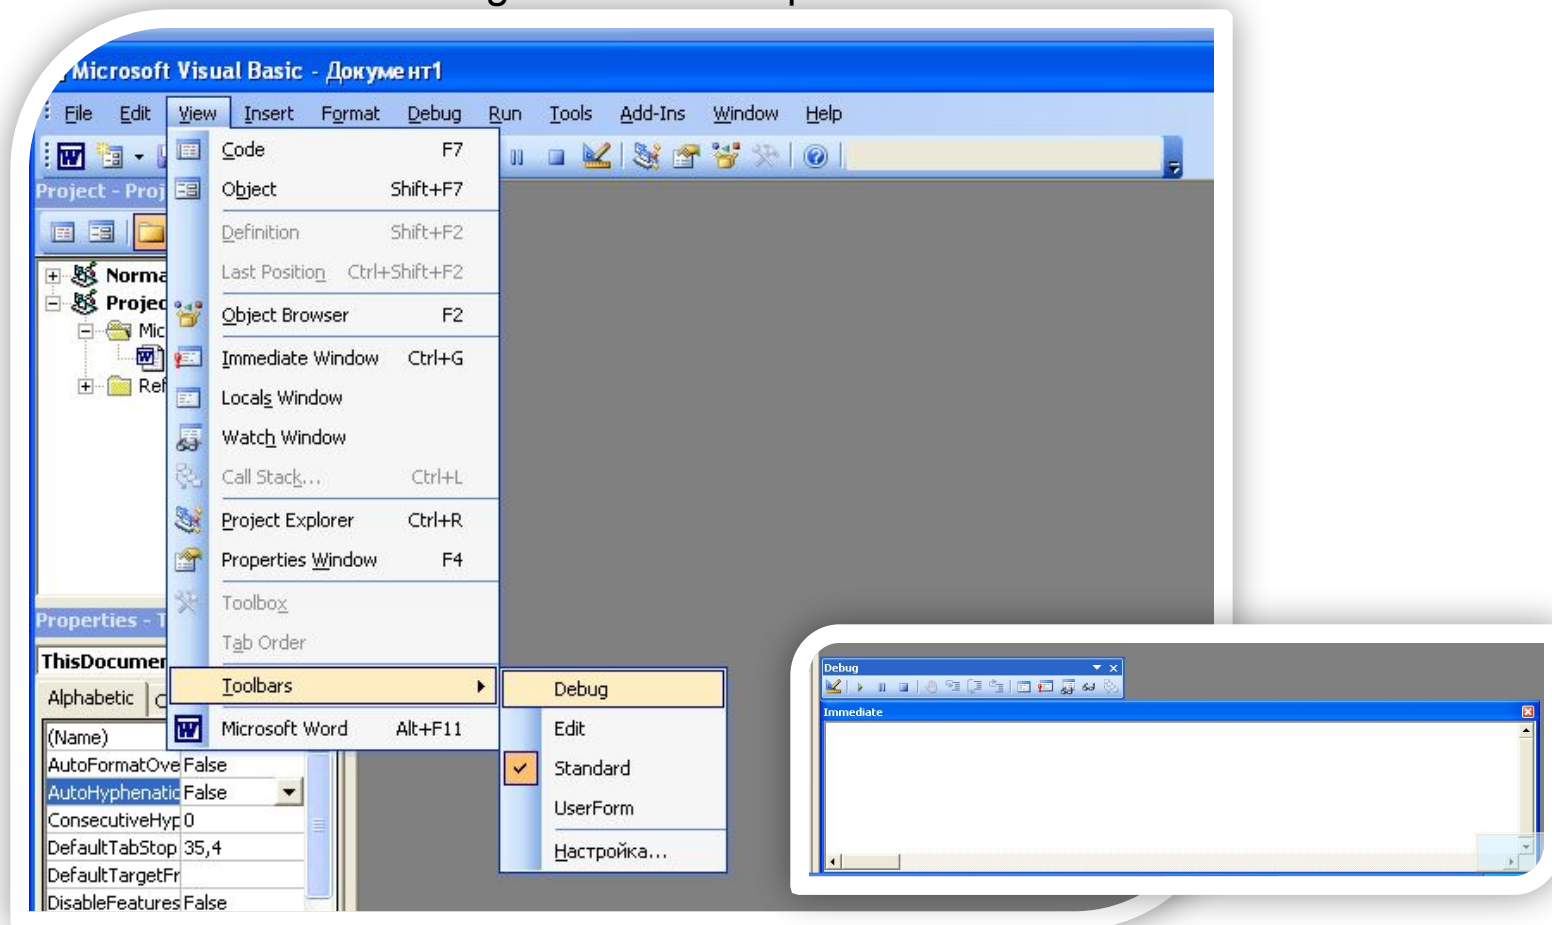 Microsoft Visual Basic - Документ1
File Edit View Insert Format Debug Run Tools Add-Ins Window Help
Project - Proj
Code F7
Object Shift+F7
Definition Shift+F2
Last Position Ctrl+Shift+F2
Object Browser F2
Immediate Window Ctrl+G
Locals Window
Watch Window
Call Stack... Ctrl+L
Project Explorer Ctrl+R
Properties Window F4
Toolbox
Tab Order
Toolbars
Microsoft Word Alt+F11
Debug
Edit
Standard
UserForm
Настройка...
Norma
Projec
Mic
Ref
Properties - T
ThisDocumer
Alphabetic
(Name)
AutoFormatOve False
AutoHyphenatic False
ConsecutiveHyp 0
DefaultTabStop 35,4
DefaultTargetFr
DisableFeatures False
Debug
Immediate